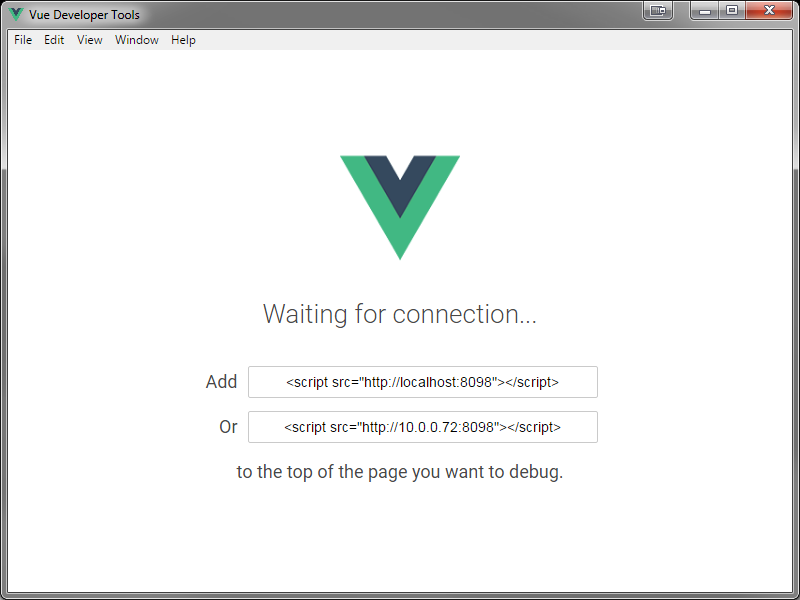 Vue Developer Tools
File Edit View Window Help
Waiting for connection...
Add <script src="http://localhost:8098"></script>
Or <script src="http://10.0.0.72:8098"></script>
to the top of the page you want to debug.